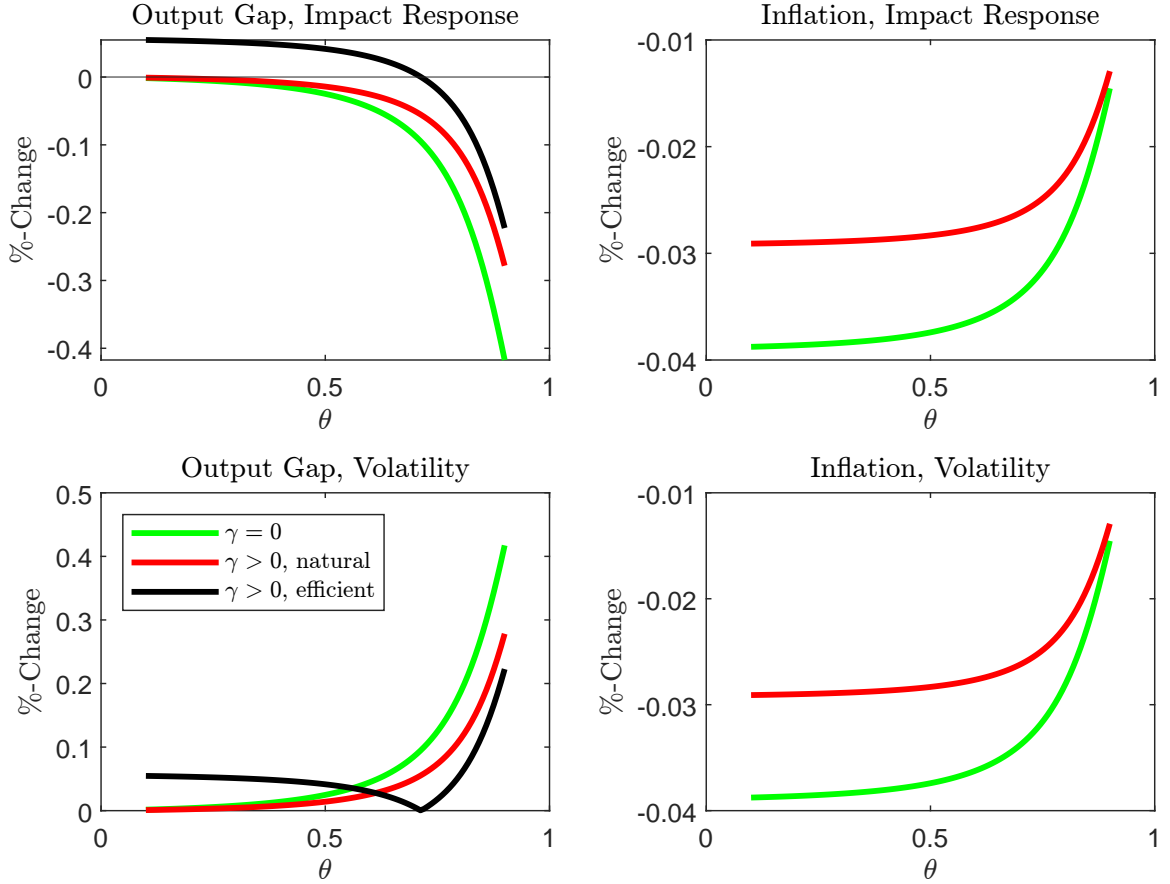 Output Gap, Impact Response
%-Change
0
-0.1
-0.2
-0.3
-0.4
0
0.5
1
θ
Inflation, Impact Response
%-Change
-0.01
-0.02
-0.03
-0.04
0
0.5
1
θ
Output Gap, Volatility
%-Change
0.5
0.4
0.3
0.2
0.1
0
γ = 0
γ > 0, natural
γ > 0, efficient
0
0.5
1
θ
Inflation, Volatility
%-Change
-0.01
-0.02
-0.03
-0.04
0
0.5
1
θ